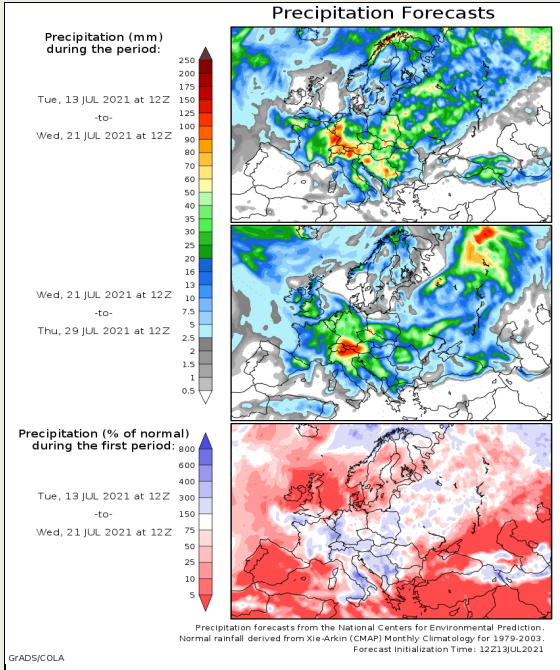 Precipitation Forecasts
Precipitation (mm)
during the period:
Tue, 13 JUL 2021 at 12Z
-to-
Wed, 21 JUL 2021 at 12Z
250
200
175
150
125
100
90
80
70
60
50
40
35
30
25
20
16
13
10
7.5
5
2.5
2
1.5
1
0.5
Wed, 21 JUL 2021 at 12Z
-to-
Thu, 29 JUL 2021 at 12Z
Precipitation (% of normal)
during the first period:
Tue, 13 JUL 2021 at 12Z
-to-
Wed, 21 JUL 2021 at 12Z
800
600
400
300
150
75
50
25
10
5
Precipitation forecasts from the National Centers for Environmental Prediction.
Normal rainfall derived from Xie-Arkin (CMAP) Monthly Climatology for 1979-2003.
Forecast Initialization Time: 12Z13JUL2021
GrADS/COLA